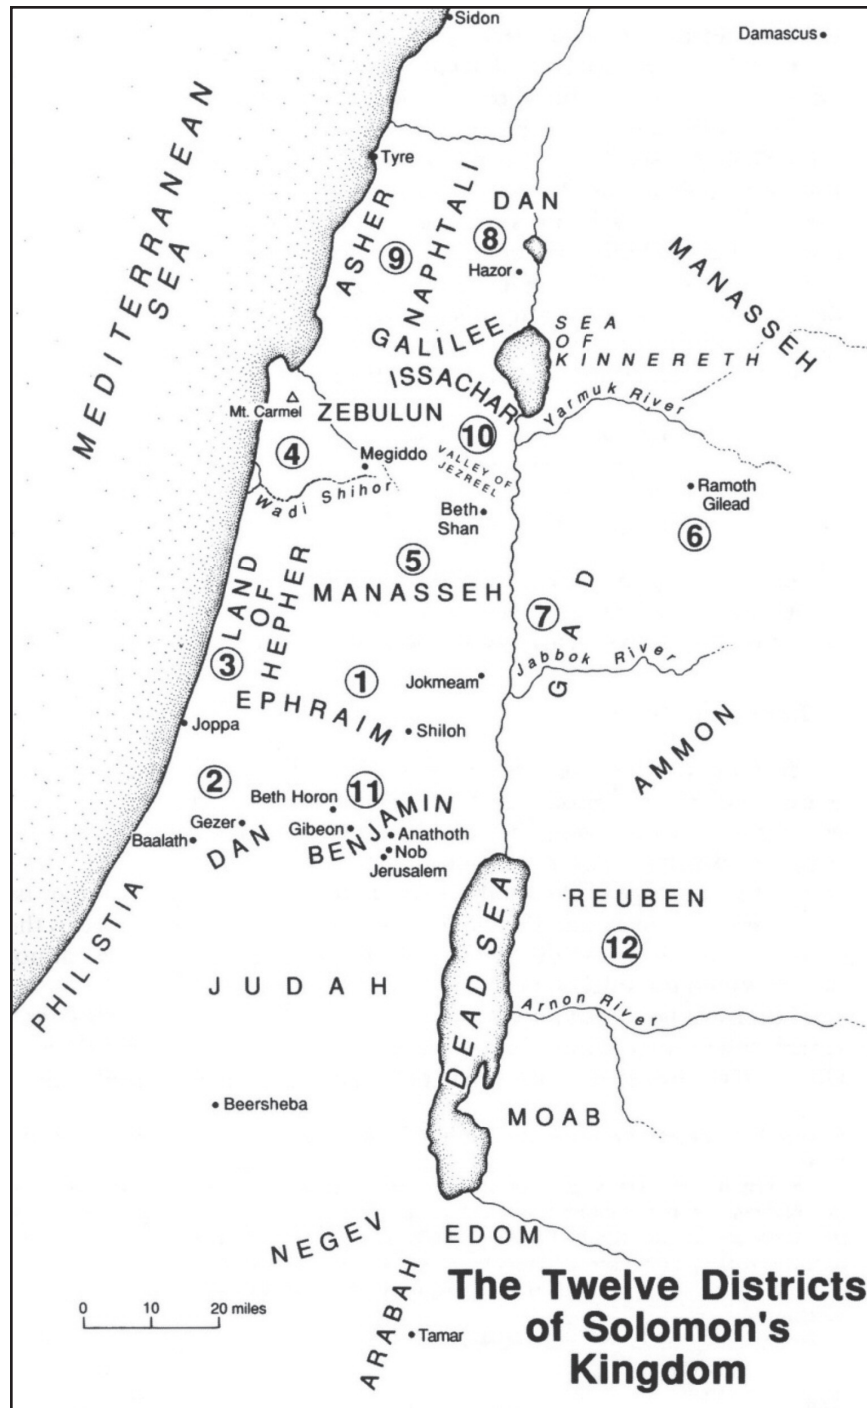 Sidon
Damascus
MEDITERRANEAN
SEA
Tyre
ASHER
NAPHTALI
DAN
8
9
Hazor
MANASSEH
GALILEE
SEA
OF
KINNERETH
ISSACHAR
Mt. Carmel
ZEBULUN
Yarmuk River
10
4
Megiddo
VALLEY OF
JEZREEL
Wadi Shihor
Ramoth
Gilead
Beth
Shan
6
5
LAND
OF
HEPHER
MANASSEH
GAD
7
3
1
Jokmeam
Jabbok River
EPHRAIM
Joppa
Shiloh
AMMON
2
11
Beth Horon
Gezer
Gibeon
BENJAMIN
Anathoth
Baalath
DAN
Nob
Jerusalem
PHILISTIA
DEAD SEA
REUBEN
12
JUDAH
Arnon River
Beersheba
MOAB
NEGEV
EDOM
ARABAH
The Twelve Districts
of Solomon's
Kingdom
0 10 20 miles
Tamar